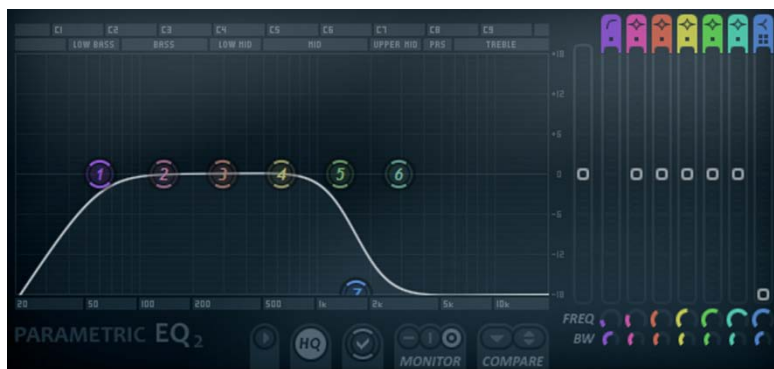 C1 C2 C3 C4 C5 C6 C7 C8 C9
LOW BASS BASS LOW MID MID UPPER MID PRS TREBLE
+18
+12
+6
0
-6
-12
-18
1 2 3 4 5 6
7
20 50 100 200 500 1k 2k 5k 10k
FREQ
BW
PARAMETRIC EQ2
HQ
MONITOR COMPARE